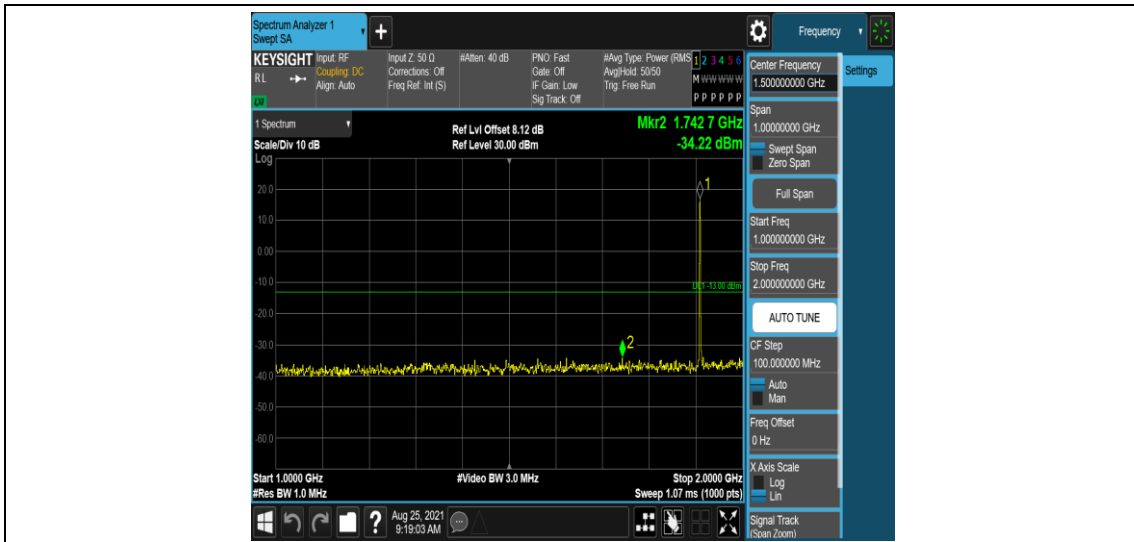 Spectrum Analyzer 1
Swept SA
+
Frequency
KEYSIGHT
RL
LXI
Input: RF
Coupling: DC
Align: Auto
Input Z: 50 Ω
Corrections: Off
Freq Ref: Int (S)
#Atten: 40 dB
PNO: Fast
Gate: Off
IF Gain: Low
Sig Track: Off
#Avg Type: Power (RMS
Avg|Hold: 50/50
Trig: Free Run
1 2 3 4 5 6
M W W W W W
P P P P P P
1 Spectrum
Scale/Div 10 dB
Log
Ref Lvl Offset 8.12 dB
Ref Level 30.00 dBm
Mkr2 1.742 7 GHz
-34.22 dBm
20.0
10.0
0.00
-10.0
-20.0
-30.0
-40.0
-50.0
-60.0
1
DL1 -13.00 dBm
2
Start 1.0000 GHz
#Res BW 1.0 MHz
#Video BW 3.0 MHz
Stop 2.0000 GHz
Sweep 1.07 ms (1000 pts)
Center Frequency
1.500000000 GHz
Settings
Span
1.00000000 GHz
Swept Span
Zero Span
Full Span
Start Freq
1.000000000 GHz
Stop Freq
2.000000000 GHz
AUTO TUNE
CF Step
100.000000 MHz
Auto
Man
Freq Offset
0 Hz
X Axis Scale
Log
Lin
Signal Track
(Span Zoom)
?
Aug 25, 2021
9:19:03 AM